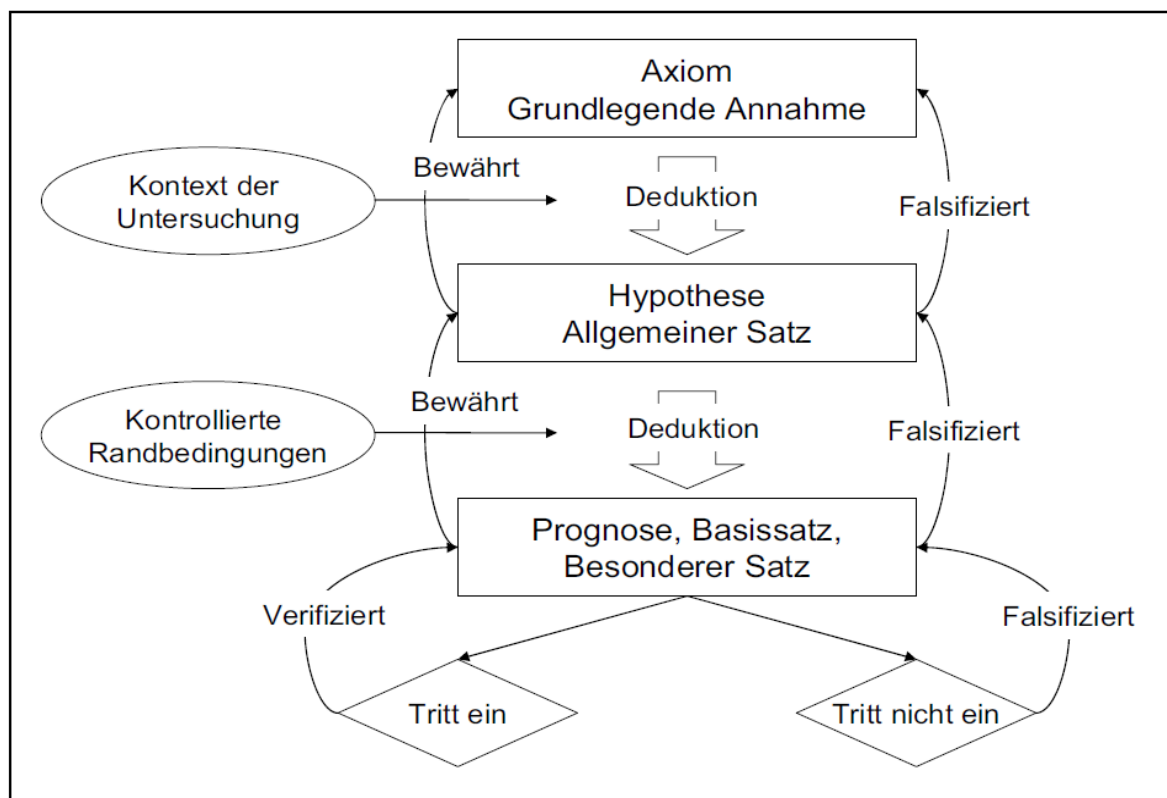 Axiom
Grundlegende Annahme
Bewährt
Kontext der
Untersuchung
Deduktion
Falsifiziert
Hypothese
Allgemeiner Satz
Bewährt
Kontrollierte
Randbedingungen
Deduktion
Falsifiziert
Prognose, Basissatz,
Besonderer Satz
Verifiziert
Falsifiziert
Tritt ein
Tritt nicht ein